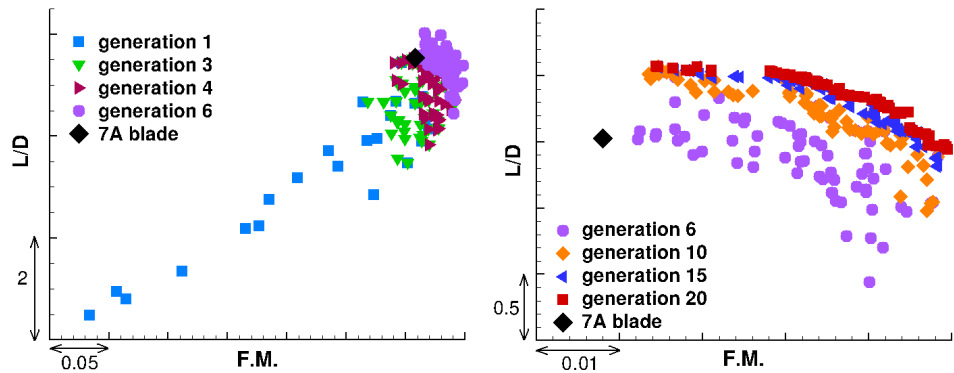 generation 1
generation 3
generation 4
generation 6
7A blade
L/D
2
0.05
F.M.
L/D
generation 6
generation 10
generation 15
generation 20
7A blade
0.5
0.01
F.M.